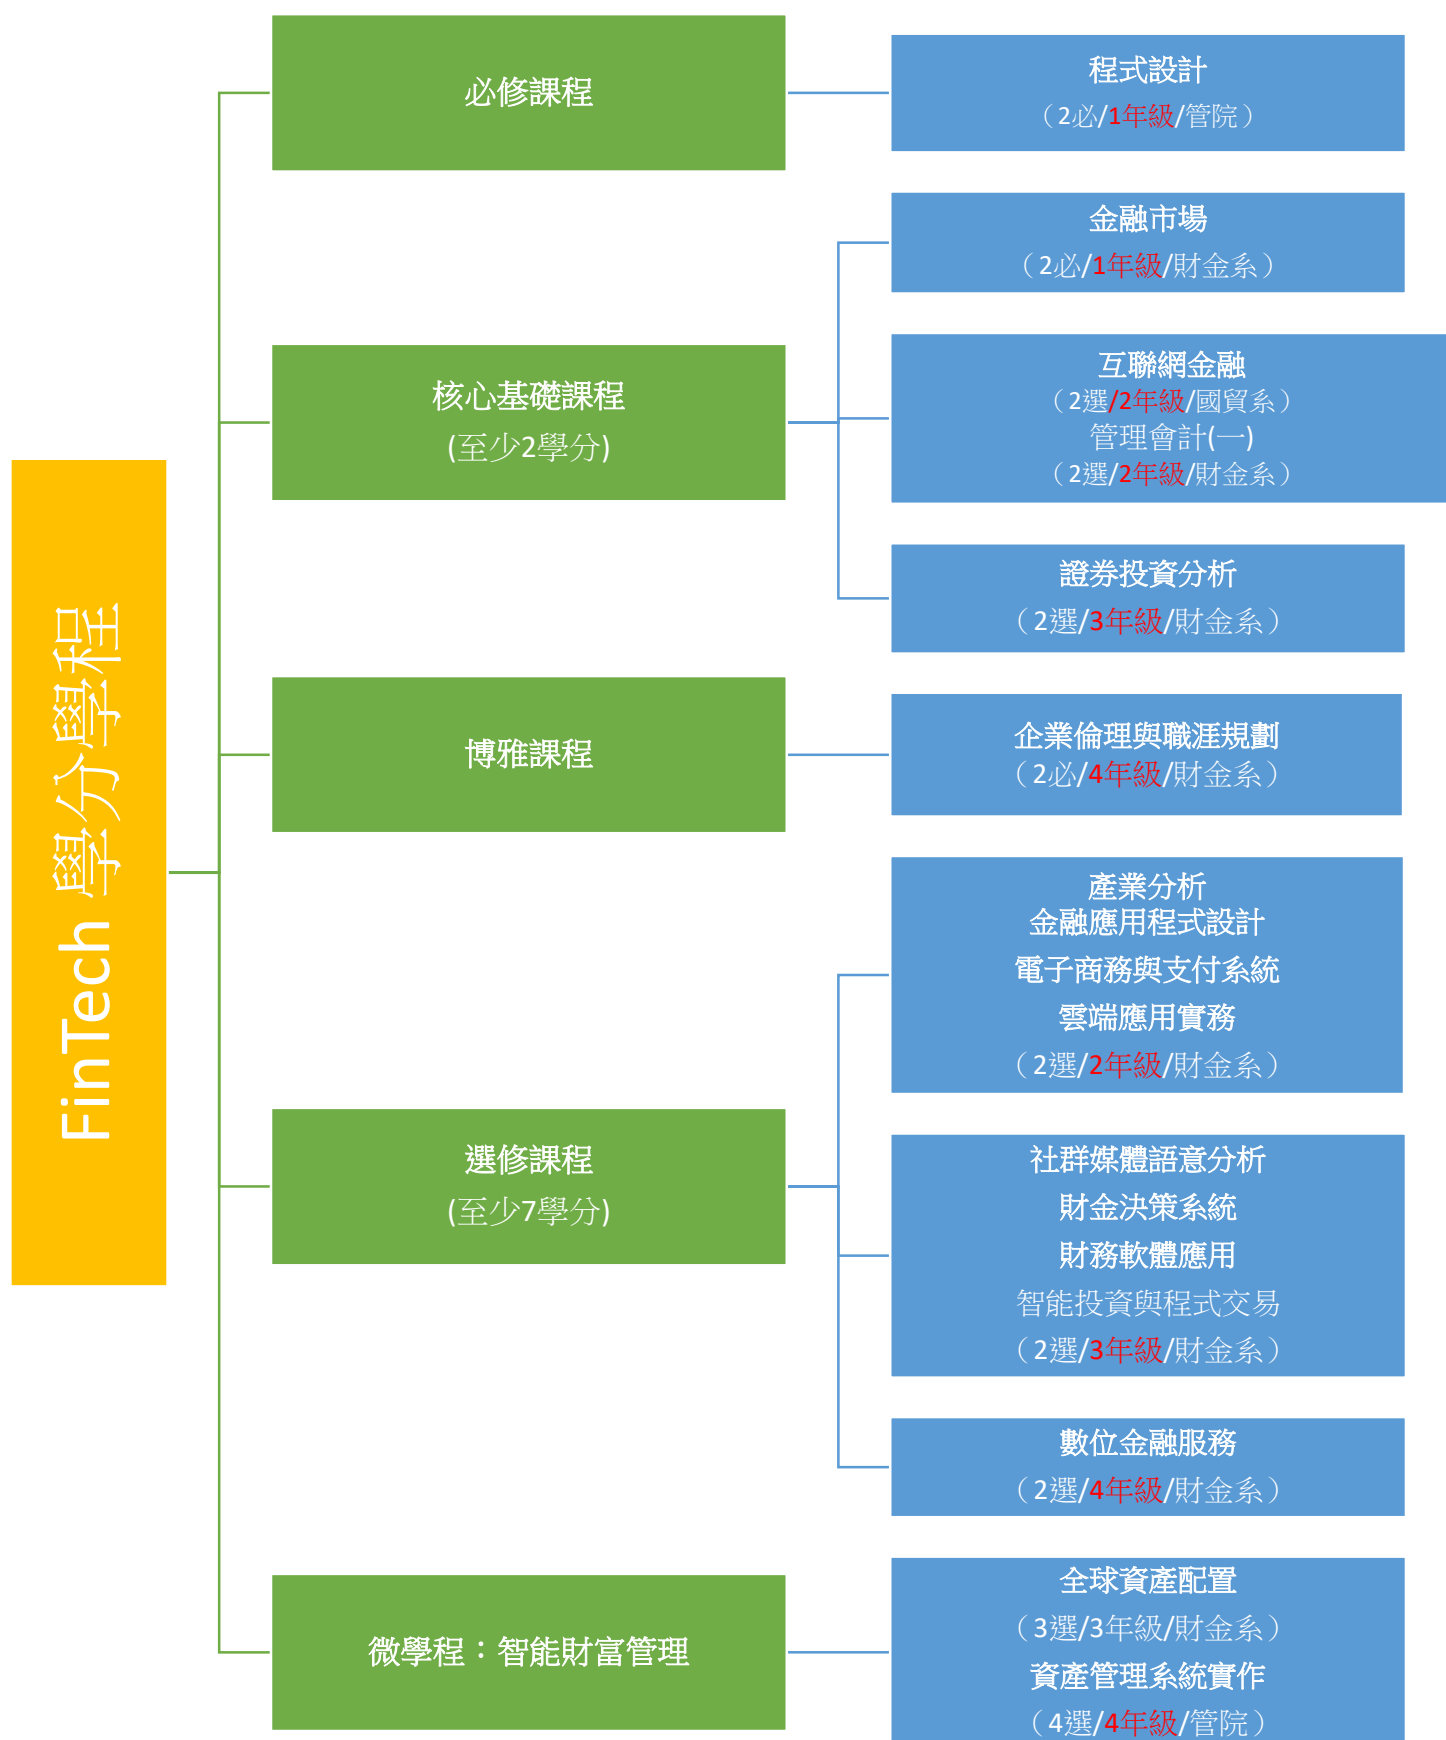 FinTech 學分學程
必修課程
程式設計
（2必/1年級/管院）
核心基礎課程
(至少2學分)
金融市場
（2必/1年級/財金系）
互聯網金融
（2選/2年級/國貿系）
管理會計(一)
（2選/2年級/財金系）
證券投資分析
（2選/3年級/財金系）
博雅課程
企業倫理與職涯規劃
（2必/4年級/財金系）
選修課程
(至少7學分)
產業分析
金融應用程式設計
電子商務與支付系統
雲端應用實務
（2選/2年級/財金系）
社群媒體語意分析
財金決策系統
財務軟體應用
智能投資與程式交易
（2選/3年級/財金系）
數位金融服務
（2選/4年級/財金系）
微學程：智能財富管理
全球資產配置
（3選/3年級/財金系）
資產管理系統實作
（4選/4年級/管院）